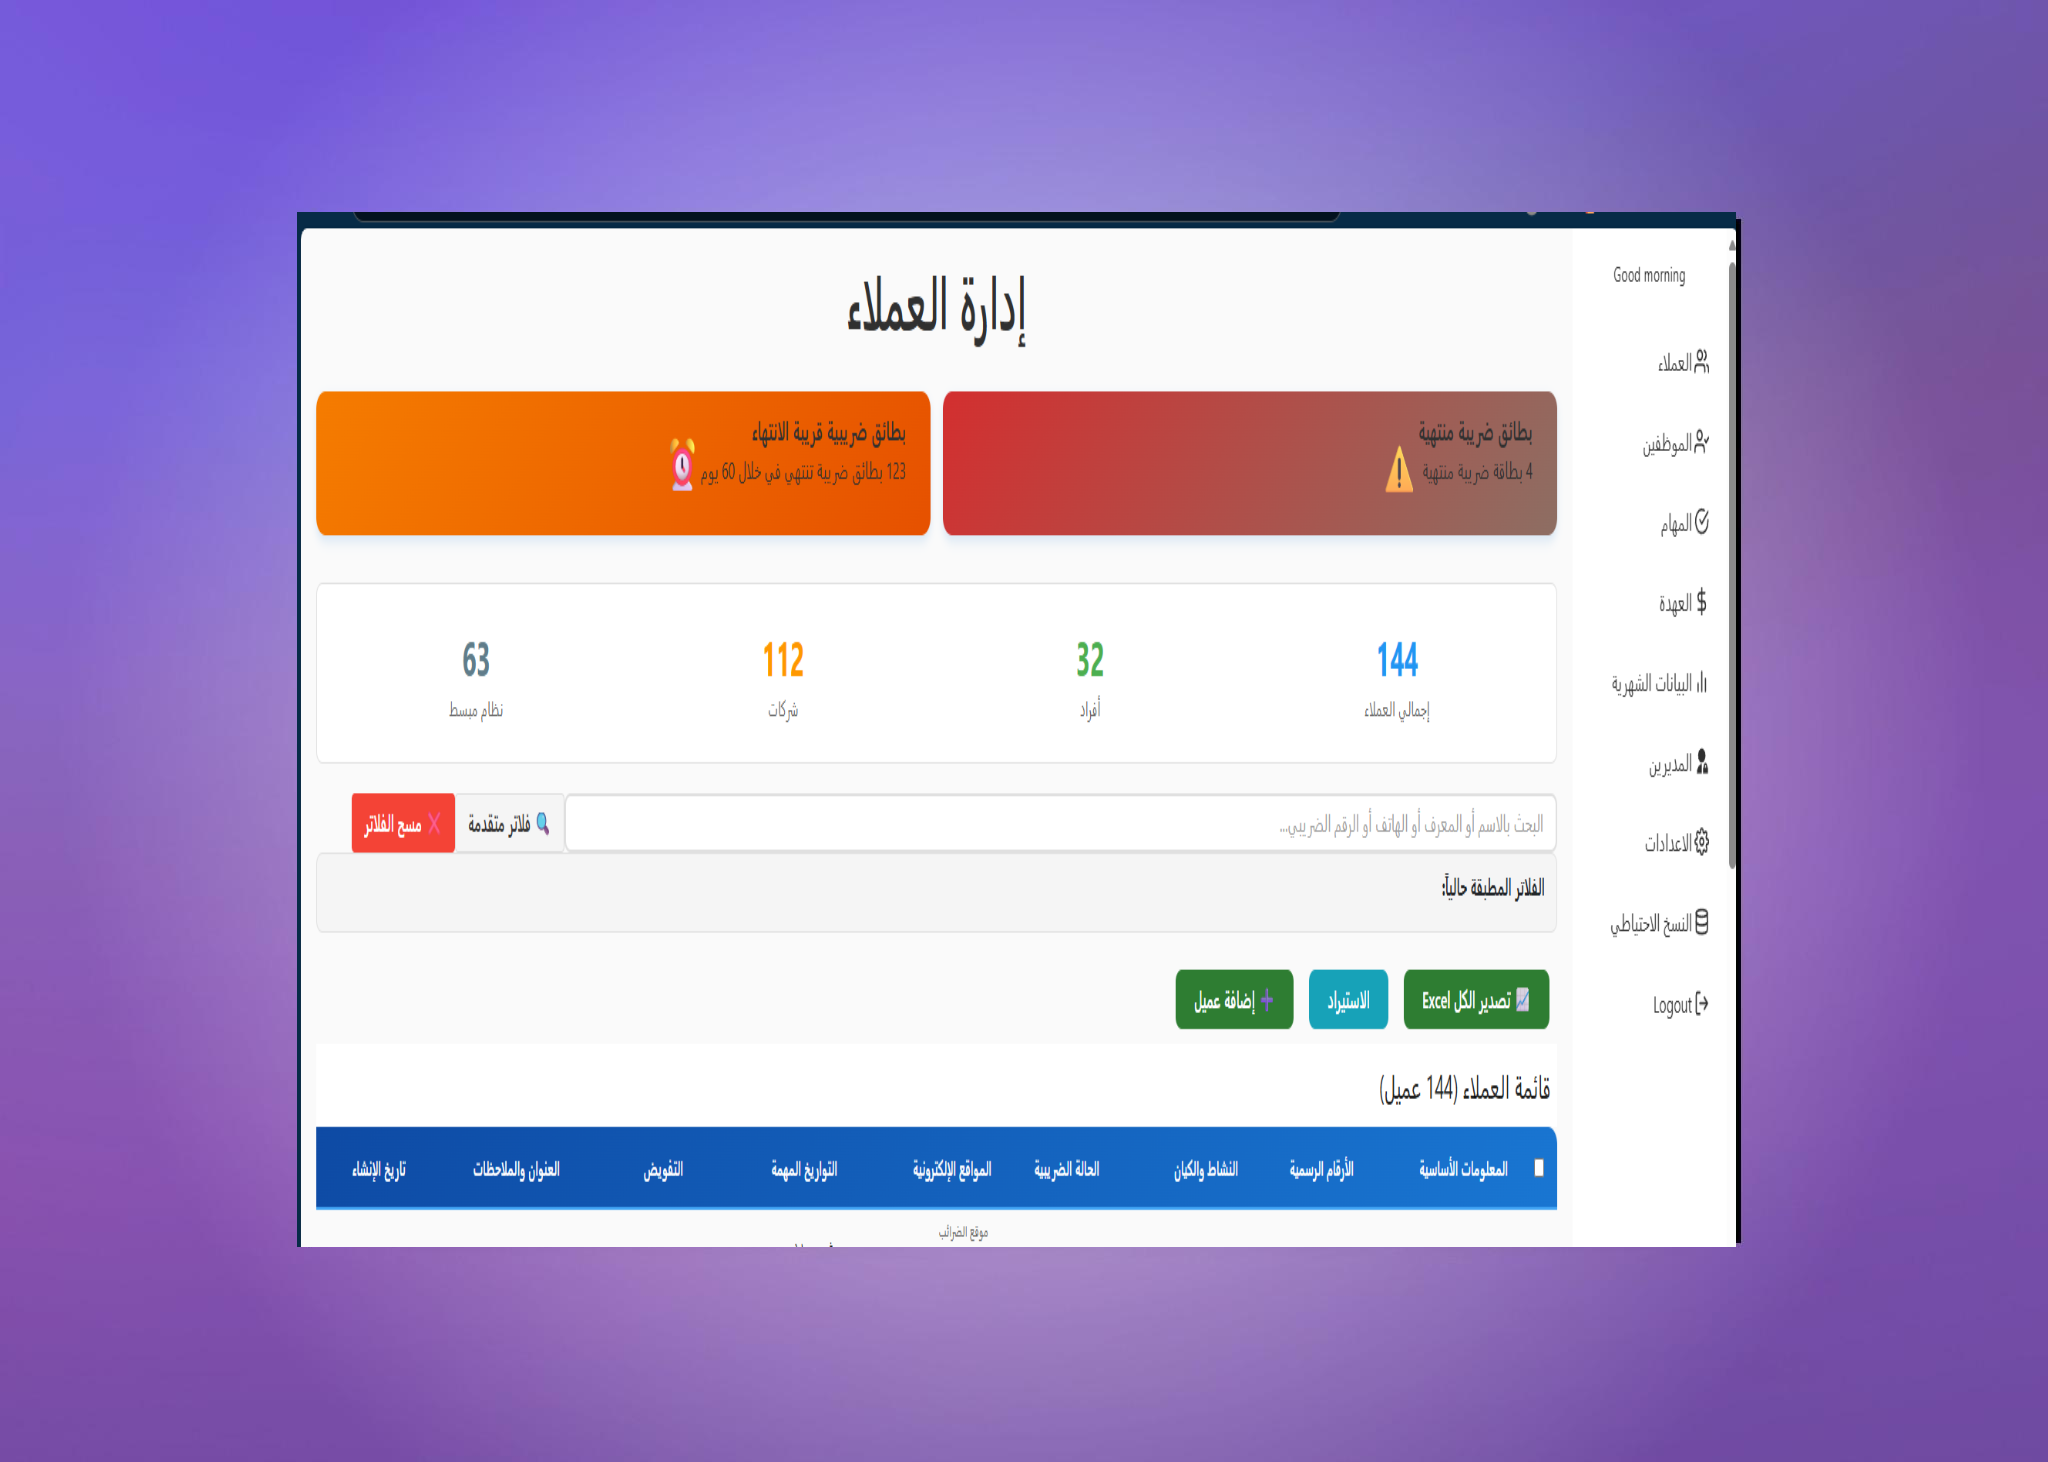 Good morning
العملاء
الموظفين
المهام
العهدة
البيانات الشهرية
المديرين
الاعدادات
النسخ الاحتياطي
Logout
إدارة العملاء
بطائق ضريبة منتهية
4 بطاقة ضريبية منتهية
بطائق ضريبية قريبة الانتهاء
123 بطائق ضريبية تنتهي في خلال 60 يوم
144
إجمالي العملاء
32
أفراد
112
شركات
63
نظام مبسط
البحث بالاسم أو المعرف أو الهاتف أو الرقم الضريبي...
فلاتر متقدمة
مسح الفلاتر
الفلاتر المطبقة حالياً:
تصدير الكل Excel
الاستيراد
إضافة عميل
قائمة العملاء (144 عميل)
المعلومات الأساسية
الأرقام الرسمية
النشاط والكيان
الحالة الضريبية
المواقع الإلكترونية
التواريخ المهمة
التفويض
العنوان والملاحظات
تاريخ الإنشاء
موقع الضرائب